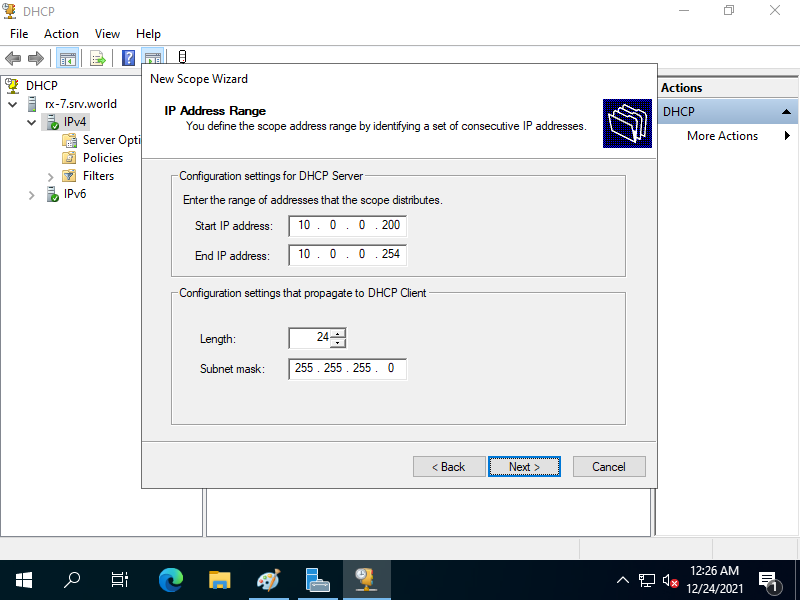 DHCP
File Action View Help
?
DHCP
rx-7.srv.world
IPv4
Server Opti
Policies
Filters
IPv6
New Scope Wizard
IP Address Range
You define the scope address range by identifying a set of consecutive IP addresses.
Configuration settings for DHCP Server
Enter the range of addresses that the scope distributes.
Start IP address: 10 . 0 . 0 . 200
End IP address: 10 . 0 . 0 . 254
Configuration settings that propagate to DHCP Client
Length: 24
Subnet mask: 255 . 255 . 255 . 0
< Back Next > Cancel
Actions
DHCP
More Actions
12:26 AM
12/24/2021
1